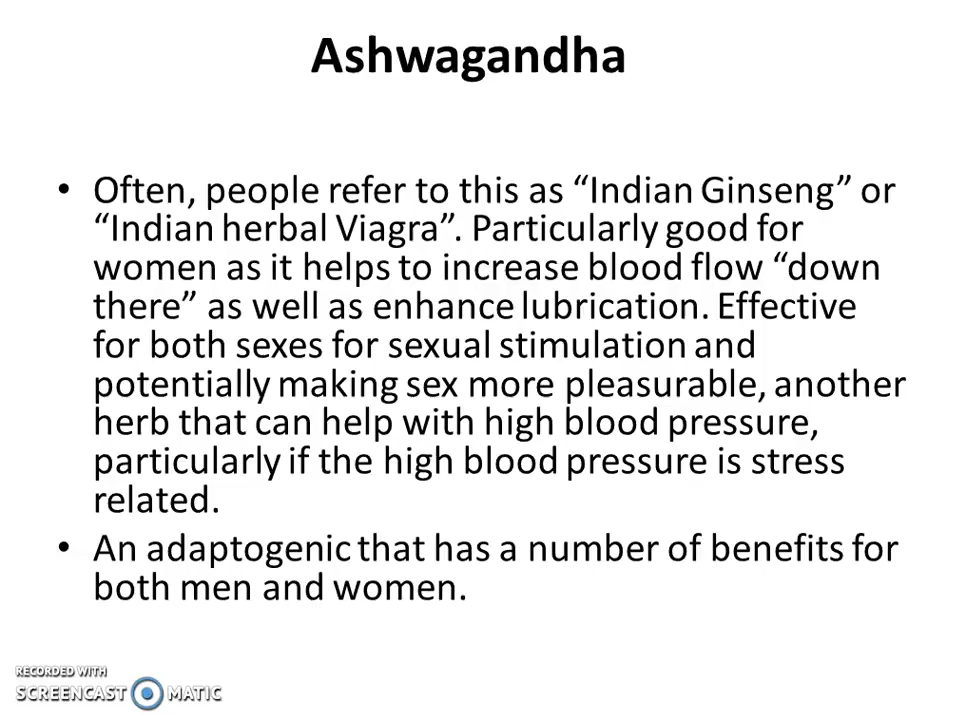 Ashwagandha
• Often, people refer to this as “Indian Ginseng” or
“Indian herbal Viagra”. Particularly good for
women as it helps to increase blood flow “down
there” as well as enhance lubrication. Effective
for both sexes for sexual stimulation and
potentially making sex more pleasurable, another
herb that can help with high blood pressure,
particularly if the high blood pressure is stress
related.
• An adaptogenic that has a number of benefits for
both men and women.
RECORDED WITH
SCREENCAST MATIC